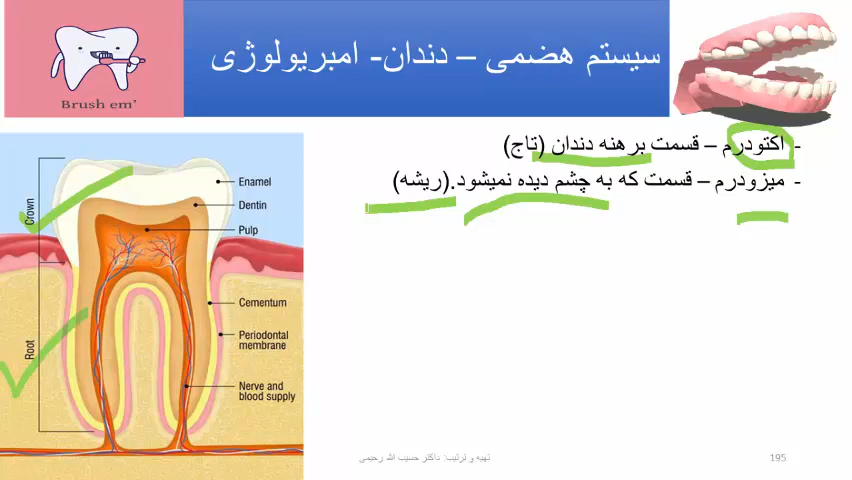 سیستم هضمی – دندان- امبریولوژی
Brush em'
- اکتودرم – قسمت برهنه دندان (تاج)
- میزودرم – قسمت که به چشم دیده نمیشود.(ریشه)
Crown
Root
Enamel
Dentin
Pulp
Cementum
Periodontal
membrane
Nerve and
blood supply
تهیه و ترتیب: داکتر حسیب الله رحیمی
195